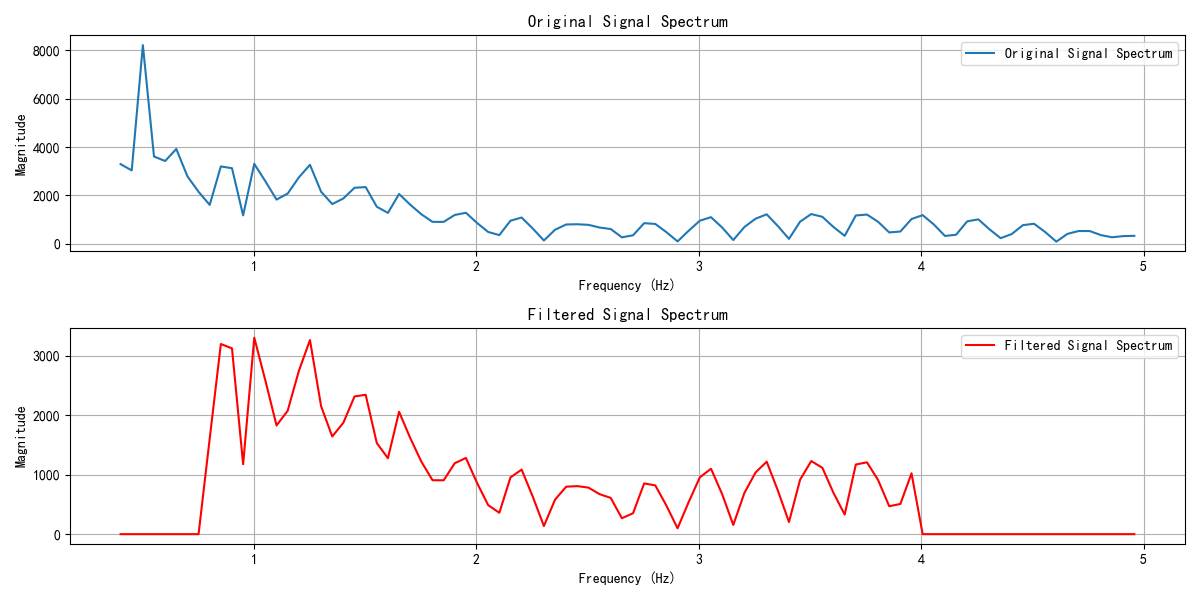 Original Signal Spectrum
Original Signal Spectrum
8000
6000
4000
2000
0
Magnitude
1 2 3 4 5
Frequency (Hz)
Filtered Signal Spectrum
Filtered Signal Spectrum
3000
2000
1000
0
Magnitude
1 2 3 4 5
Frequency (Hz)